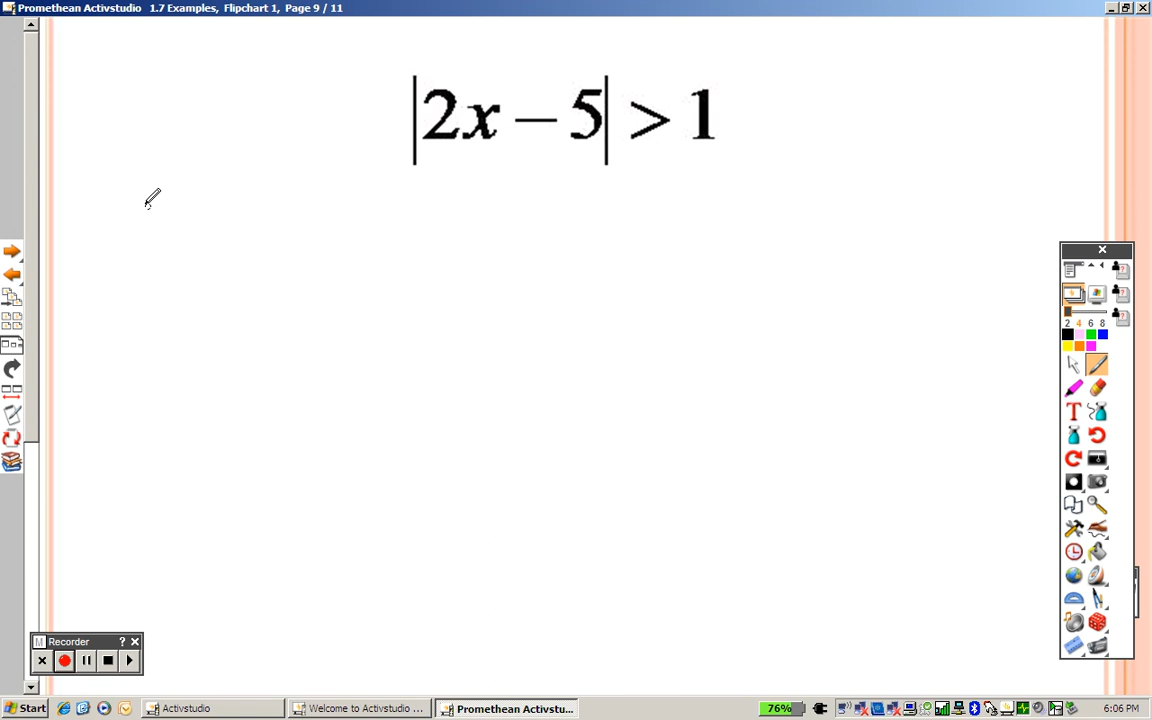 Promethean Activstudio 1.7 Examples, Flipchart 1, Page 9 / 11
|2x − 5| > 1
2 4 6 8
T
M Recorder ? ×
Start
Activstudio
Welcome to Activstudio ...
Promethean Activstu...
76%
6:06 PM